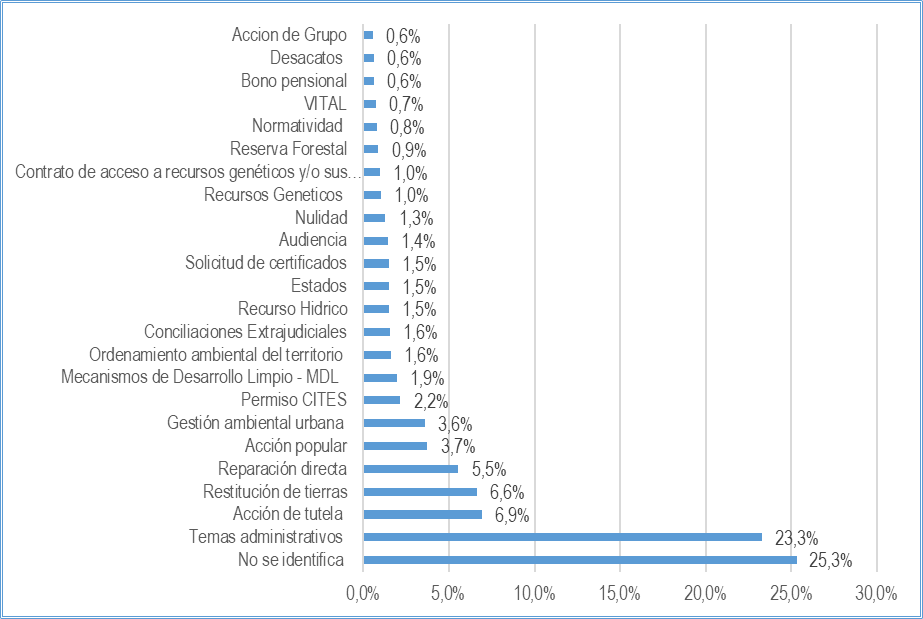 Accion de Grupo 0,6%
Desacatos 0,6%
Bono pensional 0,6%
VITAL 0,7%
Normatividad 0,8%
Reserva Forestal 0,9%
Contrato de acceso a recursos genéticos y/o sus... 1,0%
Recursos Geneticos 1,0%
Nulidad 1,3%
Audiencia 1,4%
Solicitud de certificados 1,5%
Estados 1,5%
Recurso Hidrico 1,5%
Conciliaciones Extrajudiciales 1,6%
Ordenamiento ambiental del territorio 1,6%
Mecanismos de Desarrollo Limpio - MDL 1,9%
Permiso CITES 2,2%
Gestión ambiental urbana 3,6%
Acción popular 3,7%
Reparación directa 5,5%
Restitución de tierras 6,6%
Acción de tutela 6,9%
Temas administrativos 23,3%
No se identifica 25,3%
0,0% 5,0% 10,0% 15,0% 20,0% 25,0% 30,0%